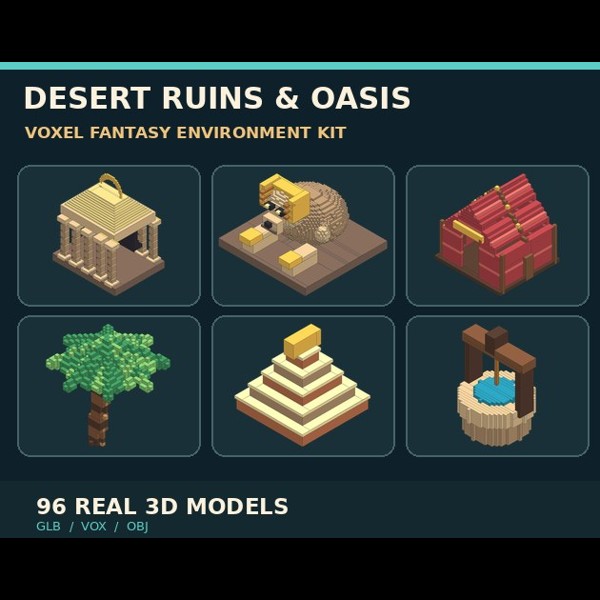 DESERT RUINS & OASIS
VOXEL FANTASY ENVIRONMENT KIT
96 REAL 3D MODELS
GLB / VOX / OBJ